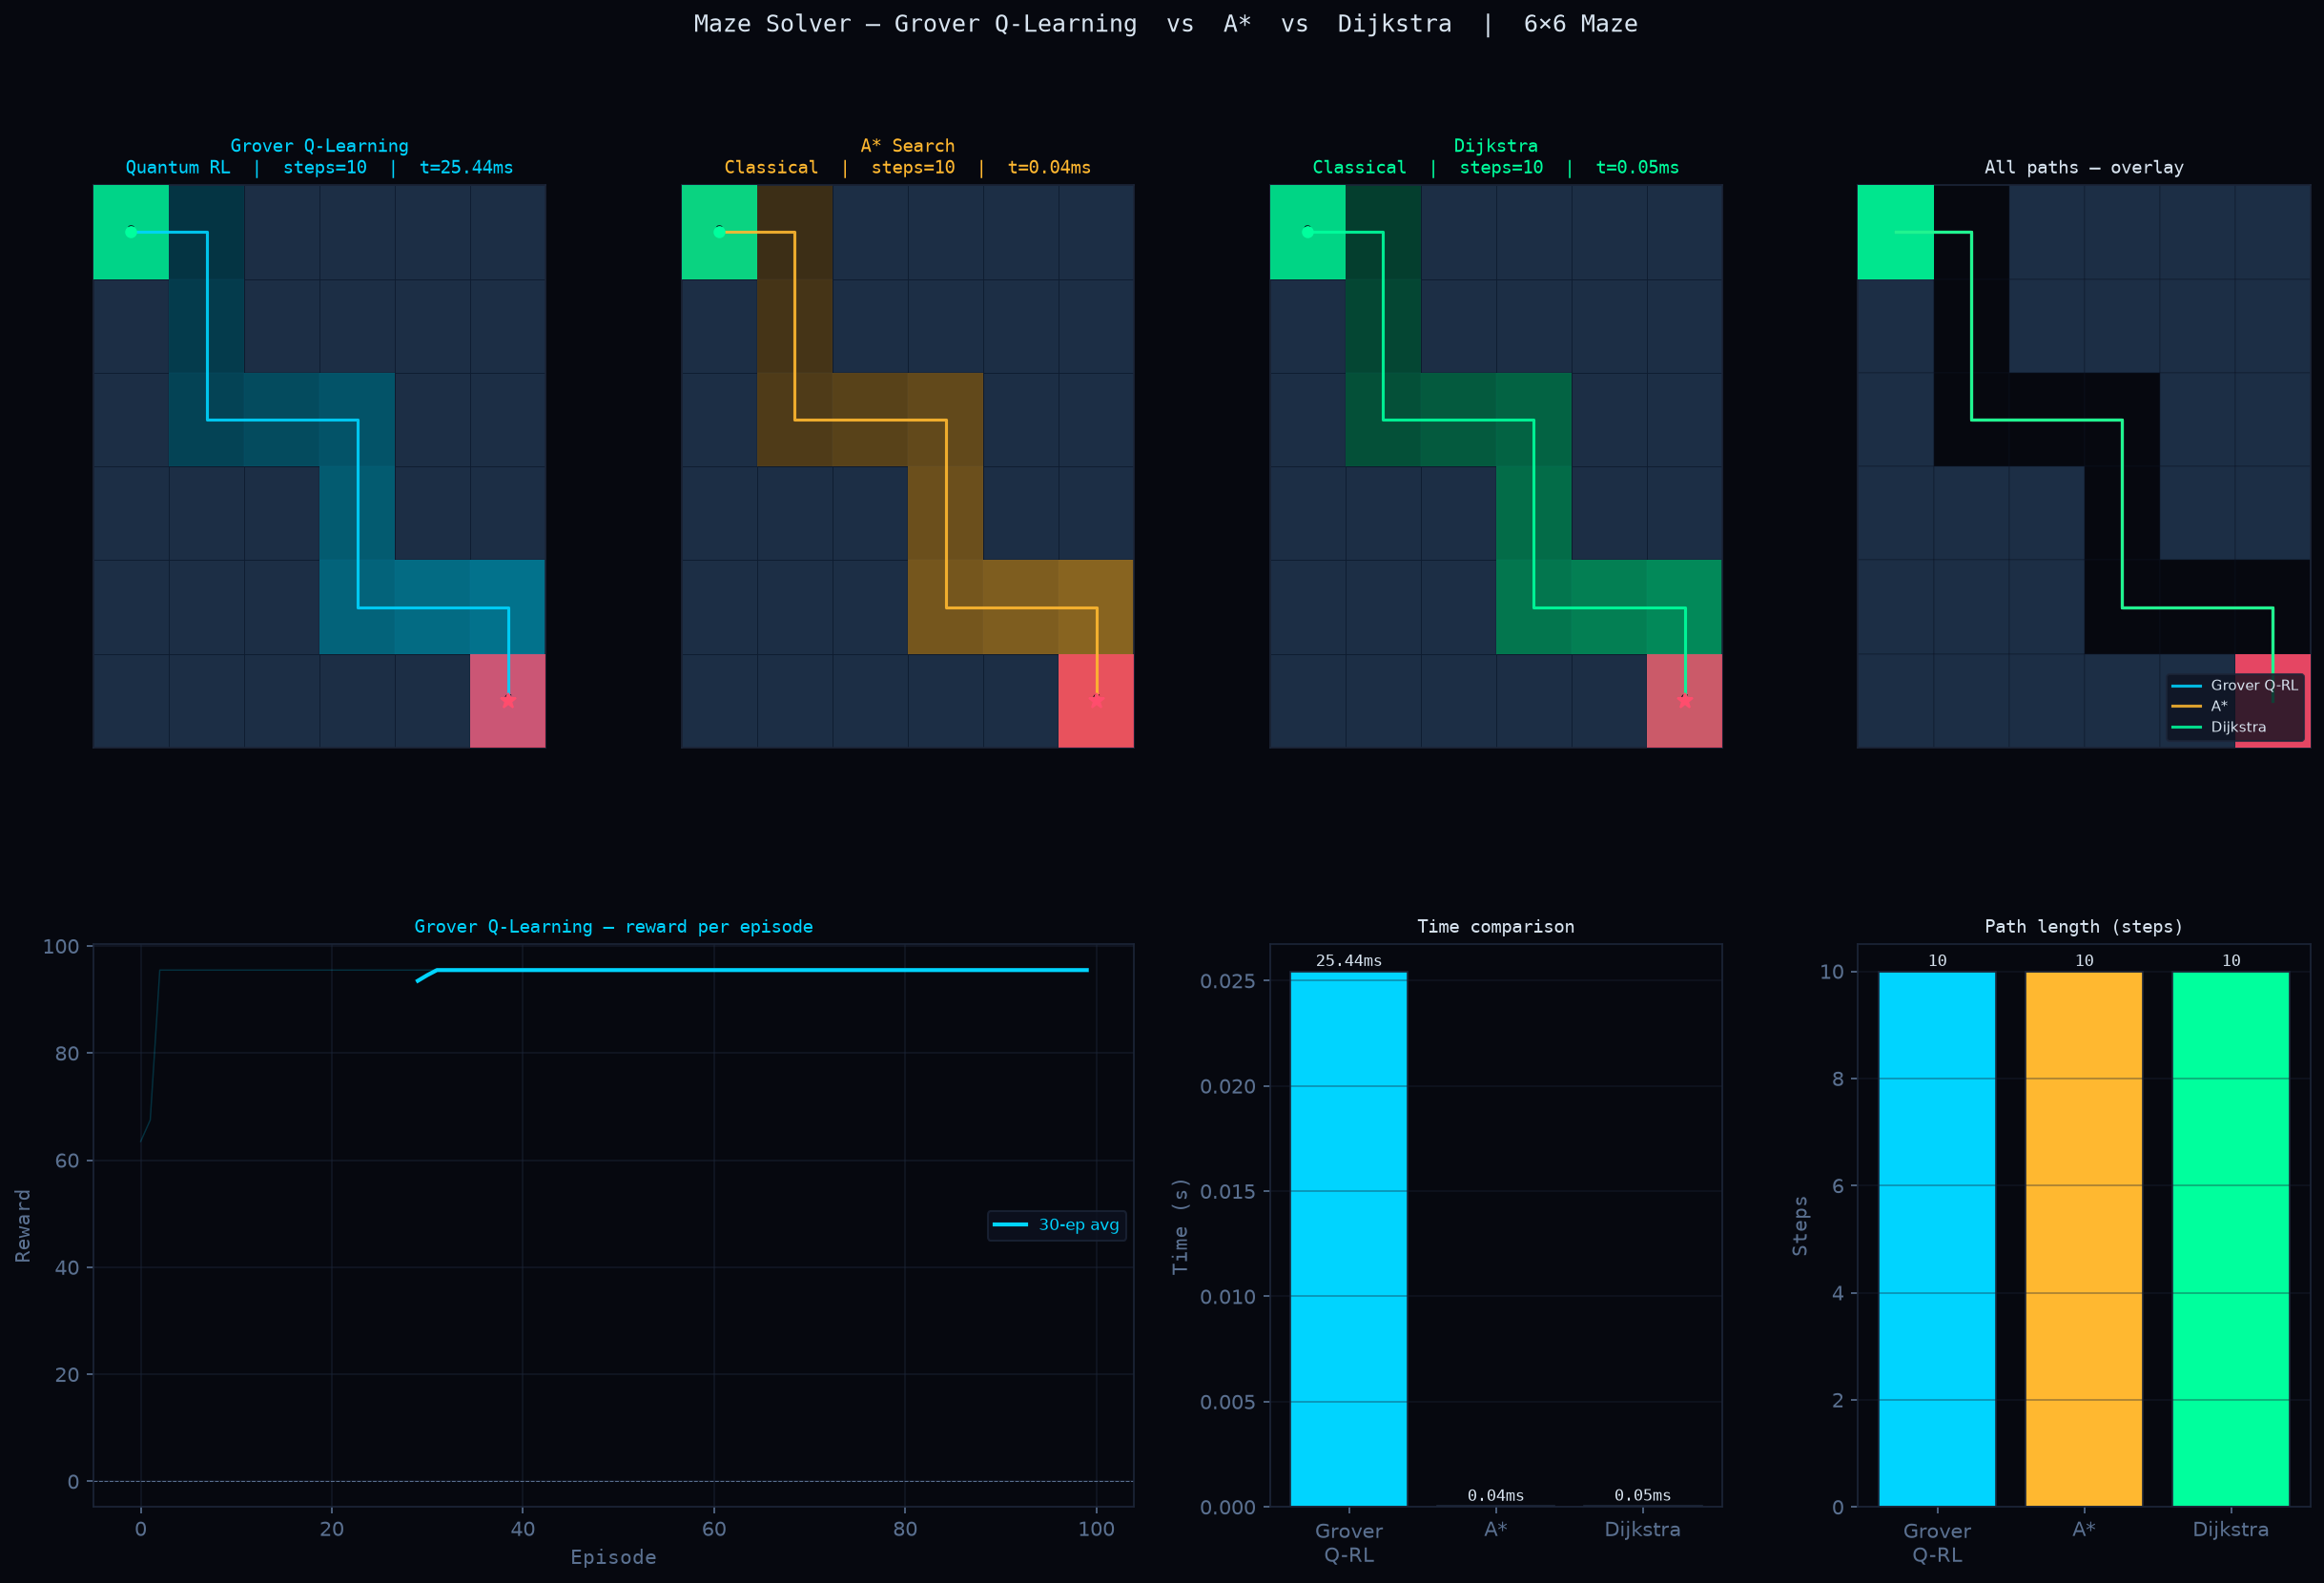 Maze Solver — Grover Q-Learning  vs  A*  vs  Dijkstra  |  6×6 Maze
Grover Q-Learning
Quantum RL  |  steps=10  |  t=25.44ms
A* Search
Classical  |  steps=10  |  t=0.04ms
Dijkstra
Classical  |  steps=10  |  t=0.05ms
All paths — overlay
Grover Q-RL
A*
Dijkstra
Grover Q-Learning — reward per episode
100
80
60
40
20
0
Reward
0 20 40 60 80 100
Episode
30-ep avg
Time comparison
0.025
0.020
0.015
0.010
0.005
0.000
Time (s)
25.44ms
0.04ms
0.05ms
Grover
Q-RL
A*
Dijkstra
Path length (steps)
10
8
6
4
2
0
Steps
10
10
10
Grover
Q-RL
A*
Dijkstra